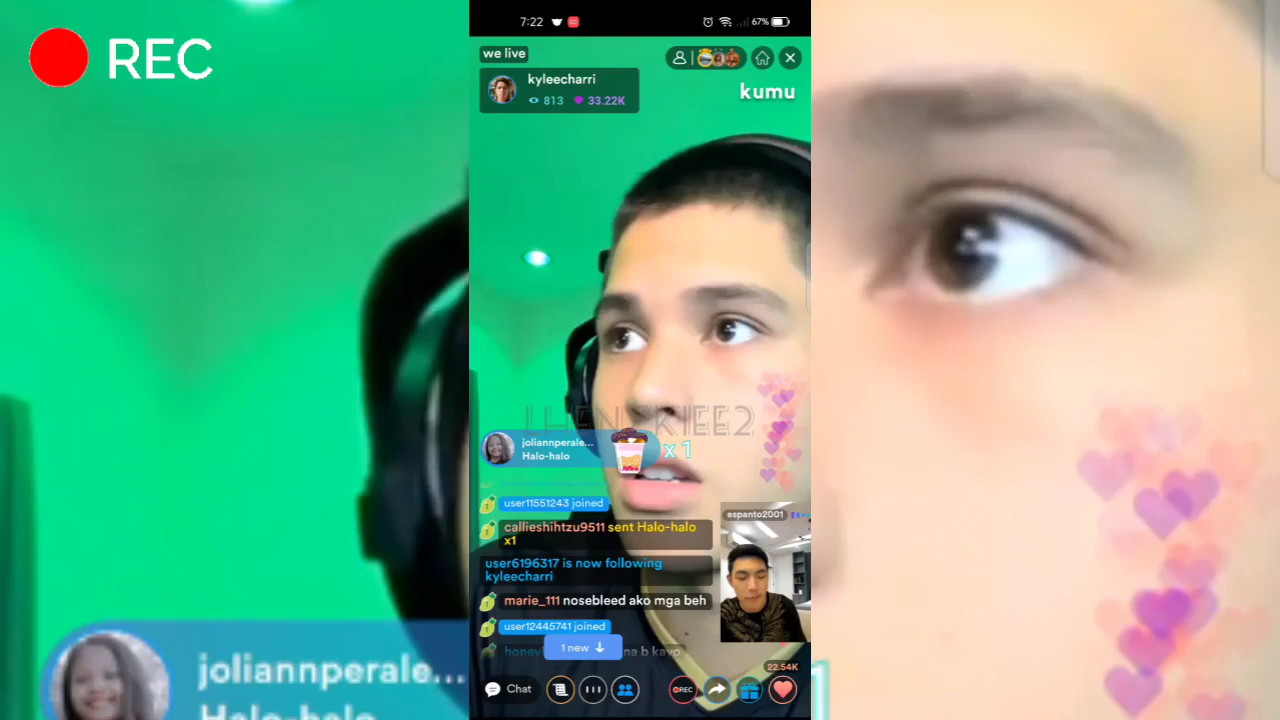 REC
7:22
67%
we live
kyleecharri
813 33.22K
kumu
joliannperale...
Halo-halo
x 1
user11551243 joined
callieshihtzu9511 sent Halo-halo
x1
user6196317 is now following
kyleecharri
marie_111 nosebleed ako mga beh
user12445741 joined
1 new
espanto2001
22.54K
Chat
REC
joliannperale...
Halo-halo